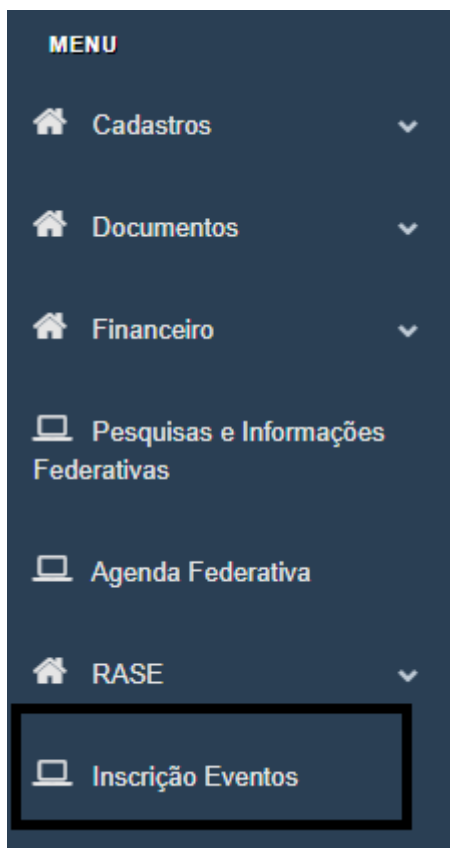 MENU
Cadastros
Documentos
Financeiro
Pesquisas e Informações
Federativas
Agenda Federativa
RASE
Inscrição Eventos